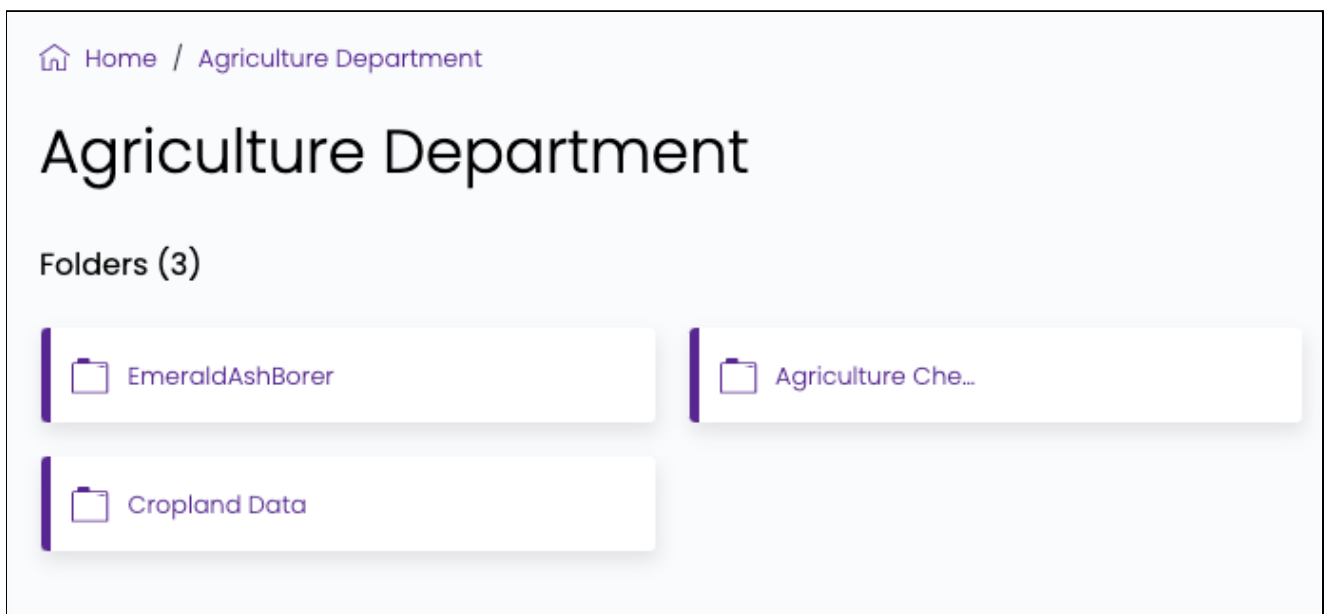 Home / Agriculture Department
Agriculture Department
Folders (3)
EmeraldAshBorer
Agriculture Che...
Cropland Data